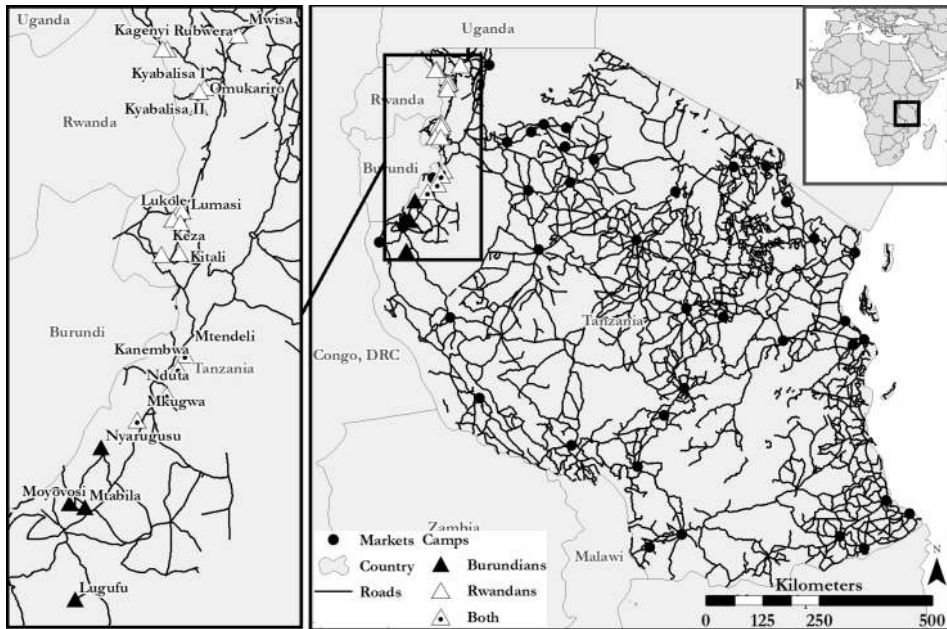 Uganda
Mwisa
Kagenyi Rubwera
Kyabalisa I
Omukariro
Kyabalisa II
Rwanda
Lukole
Lumasi
Keza
Kitali
Burundi
Mtendeli
Kanembwa
Tanzania
Nduta
Mkugwa
Nyarugusu
Moyovosi
Mtabila
Lugufu
Uganda
K
Rwanda
Burundi
Tanzania
Congo, DRC
Zambia
Malawi
Markets
Camps
Country
Burundians
Roads
Rwandans
Both
N
Kilometers
0 125 250 500